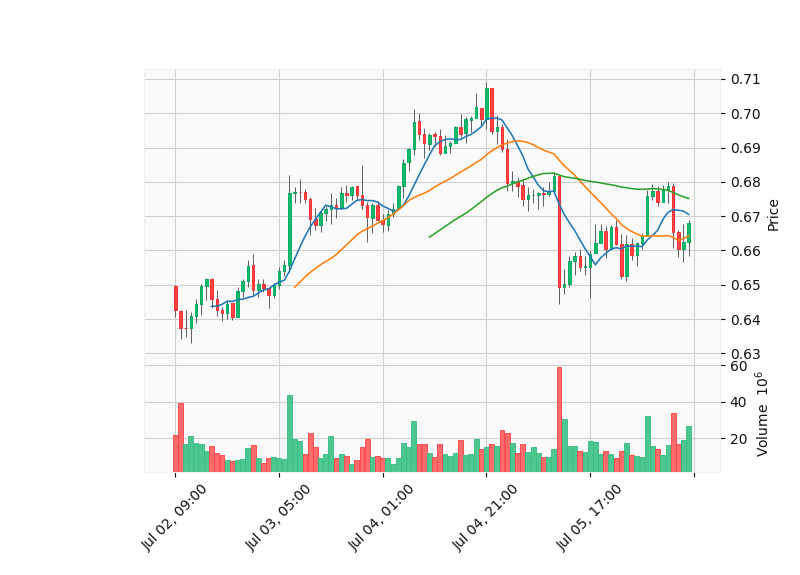 0.71
0.70
0.69
0.68
0.67
0.66
0.65
0.64
0.63
Price
60
40
20
Volume 10^6
Jul 02, 09:00
Jul 03, 05:00
Jul 04, 01:00
Jul 04, 21:00
Jul 05, 17:00